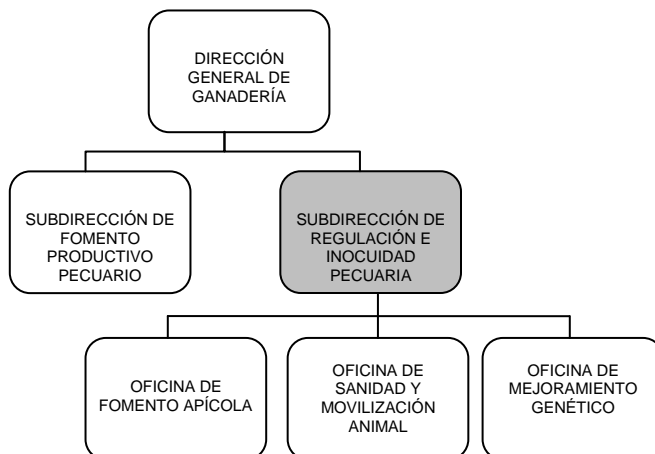 DIRECCIÓN
GENERAL DE
GANADERÍA
SUBDIRECCIÓN DE
FOMENTO
PRODUCTIVO
PECUARIO
SUBDIRECCIÓN DE
REGULACIÓN E
INOCUIDAD
PECUARIA
OFICINA DE
FOMENTO APÍCOLA
OFICINA DE
SANIDAD Y
MOVILIZACIÓN
ANIMAL
OFICINA DE
MEJORAMIENTO
GENÉTICO